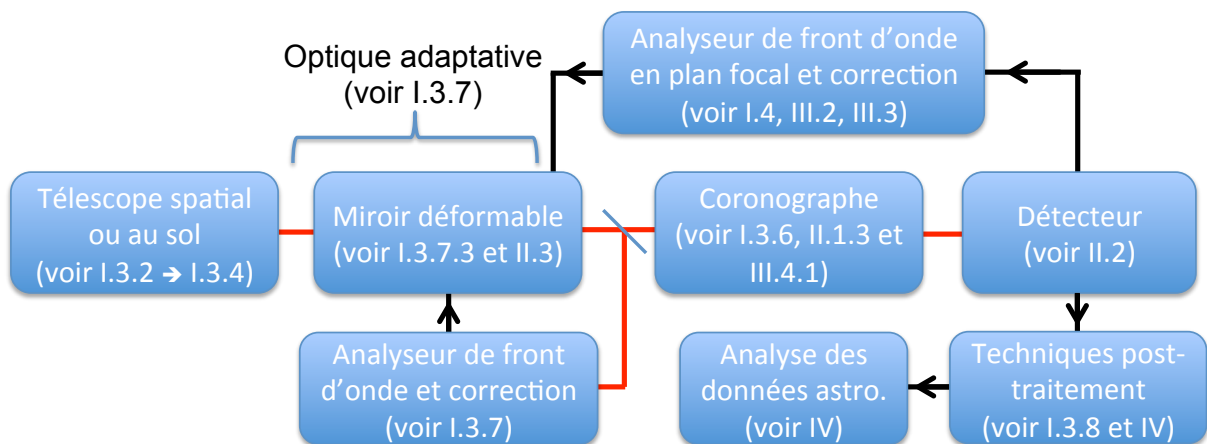 Optique adaptative
(voir I.3.7)
Analyseur de front d’onde
en plan focal et correction
(voir I.4, III.2, III.3)
Télescope spatial
ou au sol
(voir I.3.2 → I.3.4)
Miroir déformable
(voir I.3.7.3 et II.3)
Coronographe
(voir I.3.6, II.1.3 et
III.4.1)
Détecteur
(voir II.2)
Analyseur de front
d’onde et correction
(voir I.3.7)
Analyse des
données astro.
(voir IV)
Techniques post-
traitement
(voir I.3.8 et IV)